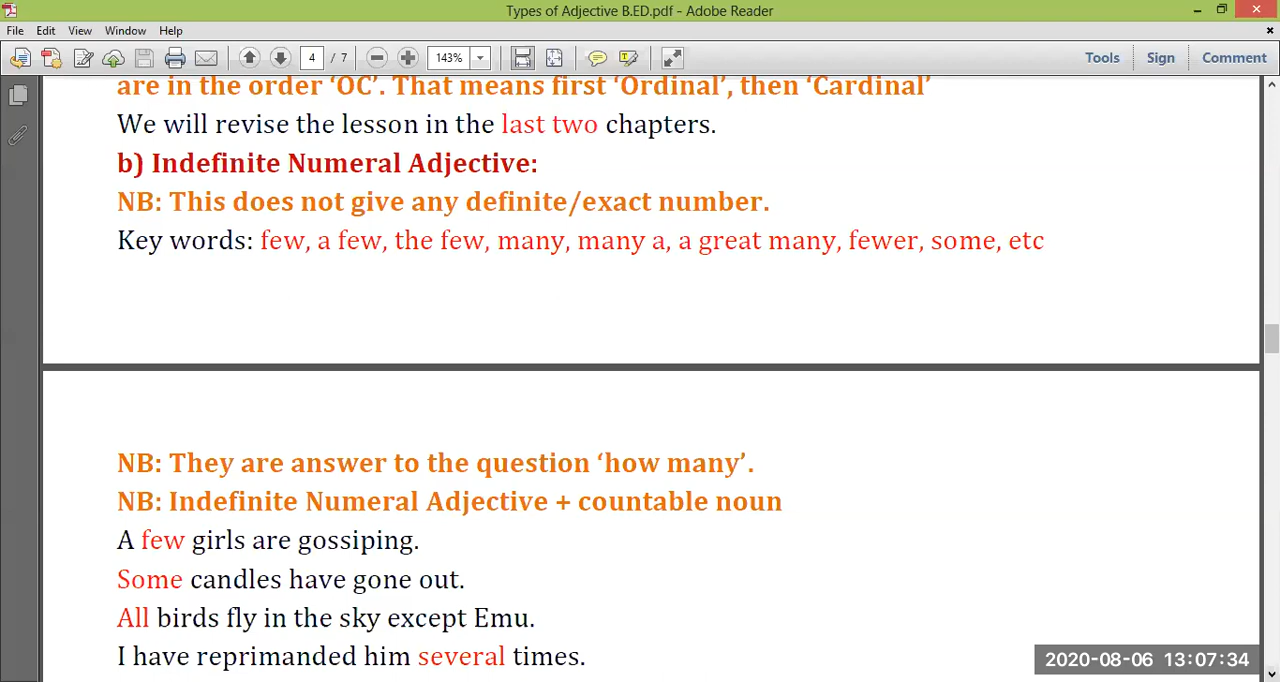 Types of Adjective B.ED.pdf - Adobe Reader
File Edit View Window Help
4 / 7 143% Tools Sign Comment
are in the order ‘OC’. That means first ‘Ordinal’, then ‘Cardinal’
We will revise the lesson in the last two chapters.
b) Indefinite Numeral Adjective:
NB: This does not give any definite/exact number.
Key words: few, a few, the few, many, many a, a great many, fewer, some, etc
NB: They are answer to the question ‘how many’.
NB: Indefinite Numeral Adjective + countable noun
A few girls are gossiping.
Some candles have gone out.
All birds fly in the sky except Emu.
I have reprimanded him several times.
2020-08-06 13:07:34